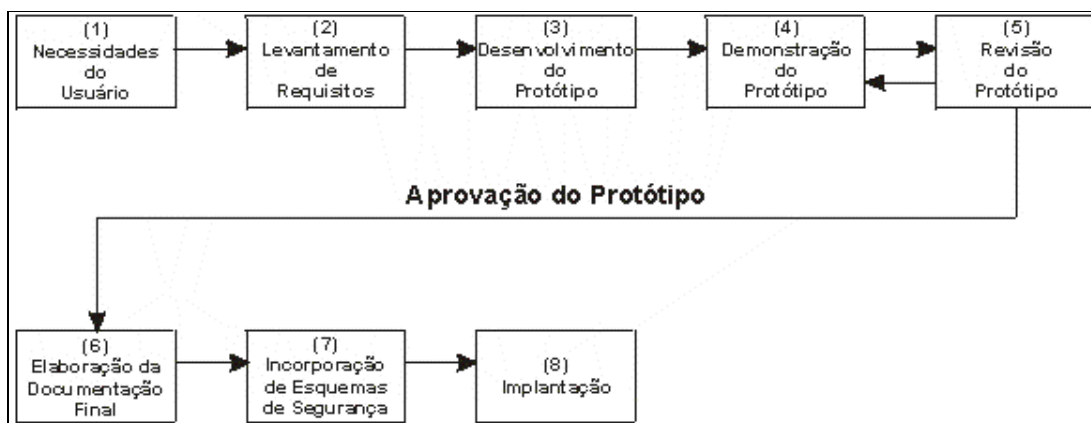 (1)
Necessidades
do
Usuário
(2)
Levantamento
de
Requisitos
(3)
Desenvolvimento
do
Protótipo
(4)
Demonstração
do
Protótipo
(5)
Revisão
do
Protótipo
Aprovação do Protótipo
(6)
Elaboração da
Documentação
Final
(7)
Incorporação
de Esquemas
de Segurança
(8)
Implantação